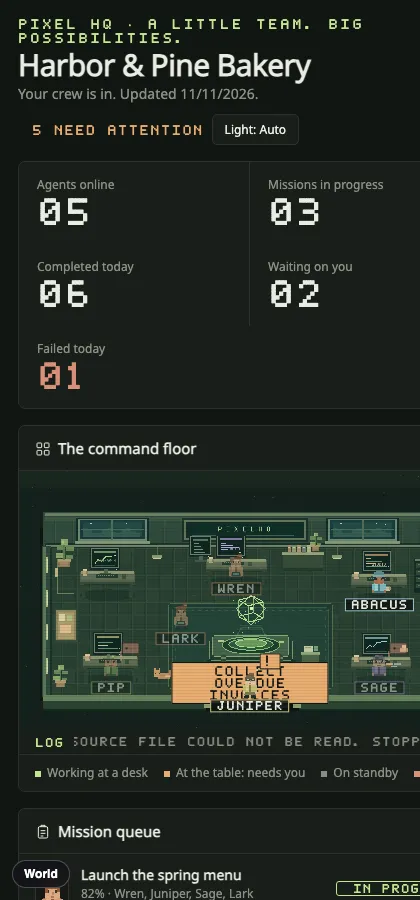 PIXEL HQ · A LITTLE TEAM. BIG
POSSIBILITIES.
Harbor & Pine Bakery
Your crew is in. Updated 11/11/2026.
5 NEED ATTENTION
Light: Auto
Agents online
05
Missions in progress
03
Completed today
06
Waiting on you
02
Failed today
01
The command floor
PIXELHQ
WREN
ABACUS
LARK
PIP
!
COLLECT
OVERDUE
INVOICES
SAGE
JUNIPER
LOG
SOURCE FILE COULD NOT BE READ. STOPP
Working at a desk
At the table: needs you
On standby
Mission queue
World
Launch the spring menu
82% · Wren, Juniper, Sage, Lark
IN PROG